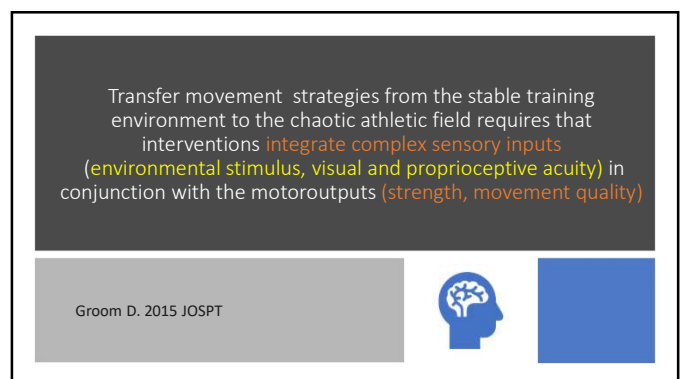 Transfer movement strategies from the stable training
environment to the chaotic athletic field requires that
interventions integrate complex sensory inputs
(environmental stimulus, visual and proprioceptive acuity) in
conjunction with the motoroutputs (strength, movement quality)
Groom D. 2015 JOSPT